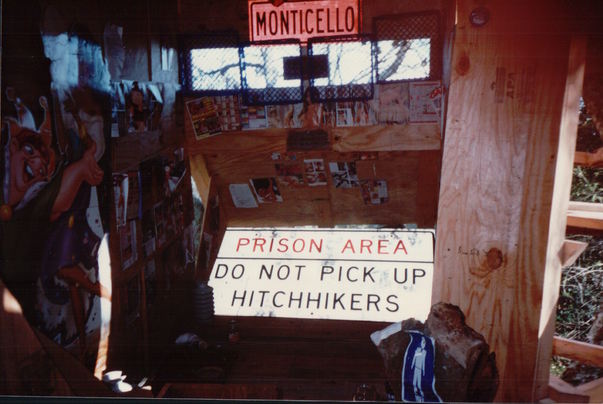 MONTICELLO
PRISON AREA
DO NOT PICK UP
HITCHHIKERS